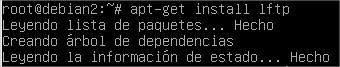 root@debian2:~# apt-get install lftp
Leyendo lista de paquetes... Hecho
Creando árbol de dependencias
Leyendo la información de estado... Hecho